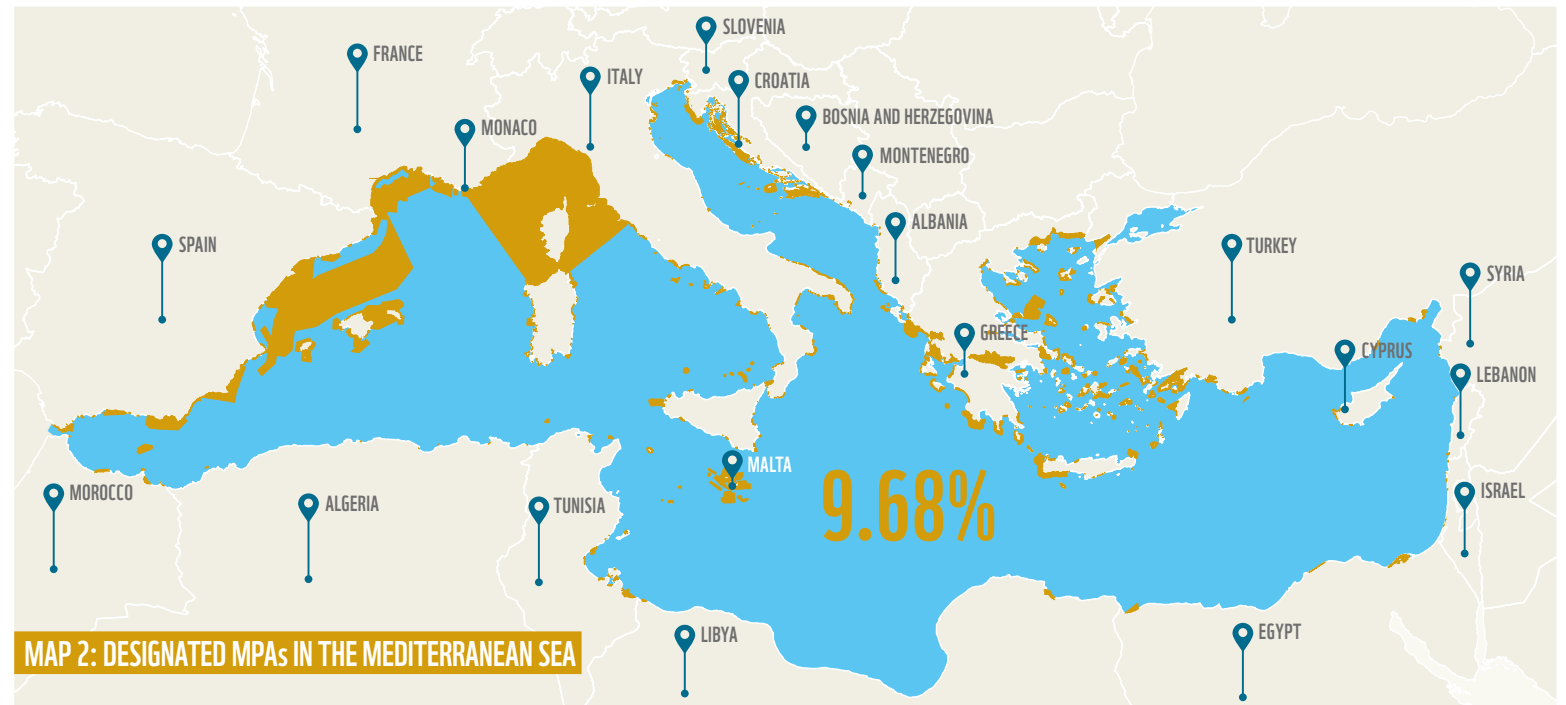 SLOVENIA
FRANCE
ITALY
CROATIA
BOSNIA AND HERZEGOVINA
MONACO
MONTENEGRO
ALBANIA
SPAIN
TURKEY
SYRIA
GREECE
CYPRUS
LEBANON
MALTA
9.68%
MOROCCO
ALGERIA
TUNISIA
ISRAEL
LIBYA
EGYPT
MAP 2: DESIGNATED MPAs IN THE MEDITERRANEAN SEA